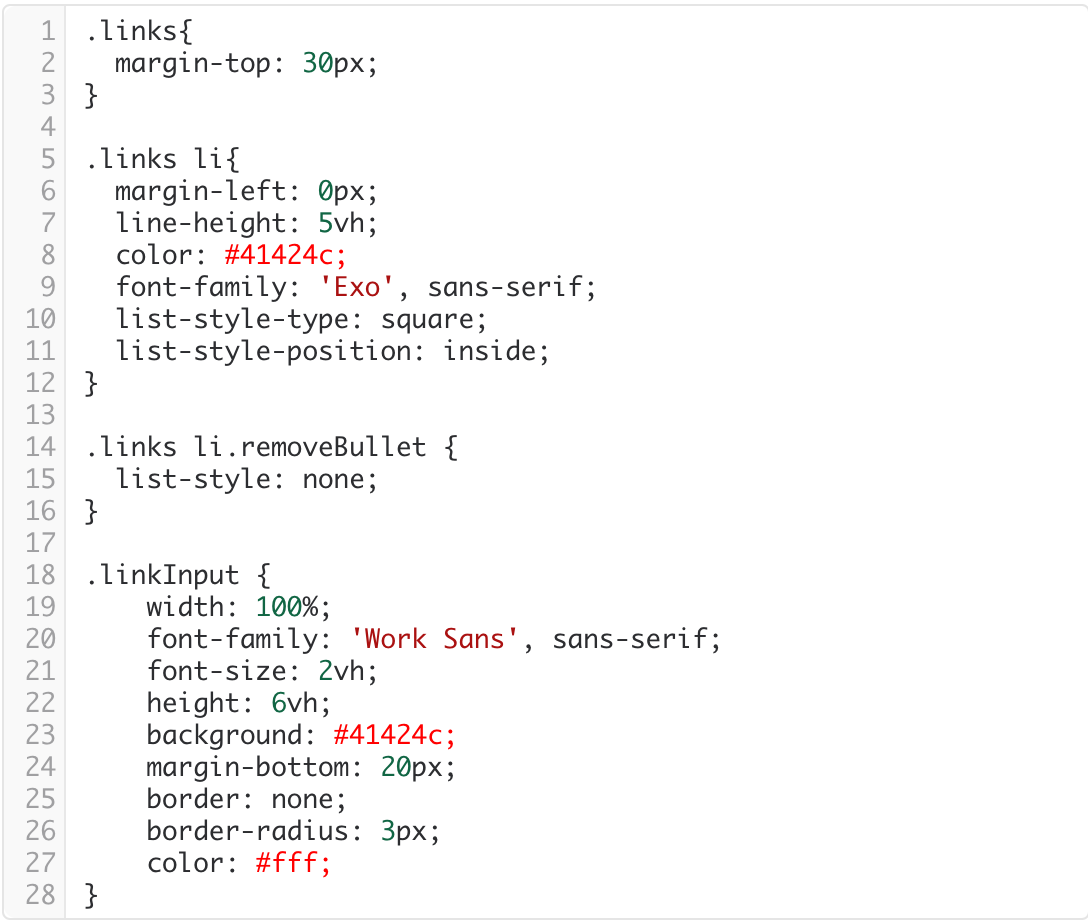 1 .links{
2   margin-top: 30px;
3 }
4
5 .links li{
6   margin-left: 0px;
7   line-height: 5vh;
8   color: #41424c;
9   font-family: 'Exo', sans-serif;
10   list-style-type: square;
11   list-style-position: inside;
12 }
13
14 .links li.removeBullet {
15   list-style: none;
16 }
17
18 .linkInput {
19     width: 100%;
20     font-family: 'Work Sans', sans-serif;
21     font-size: 2vh;
22     height: 6vh;
23     background: #41424c;
24     margin-bottom: 20px;
25     border: none;
26     border-radius: 3px;
27     color: #fff;
28 }